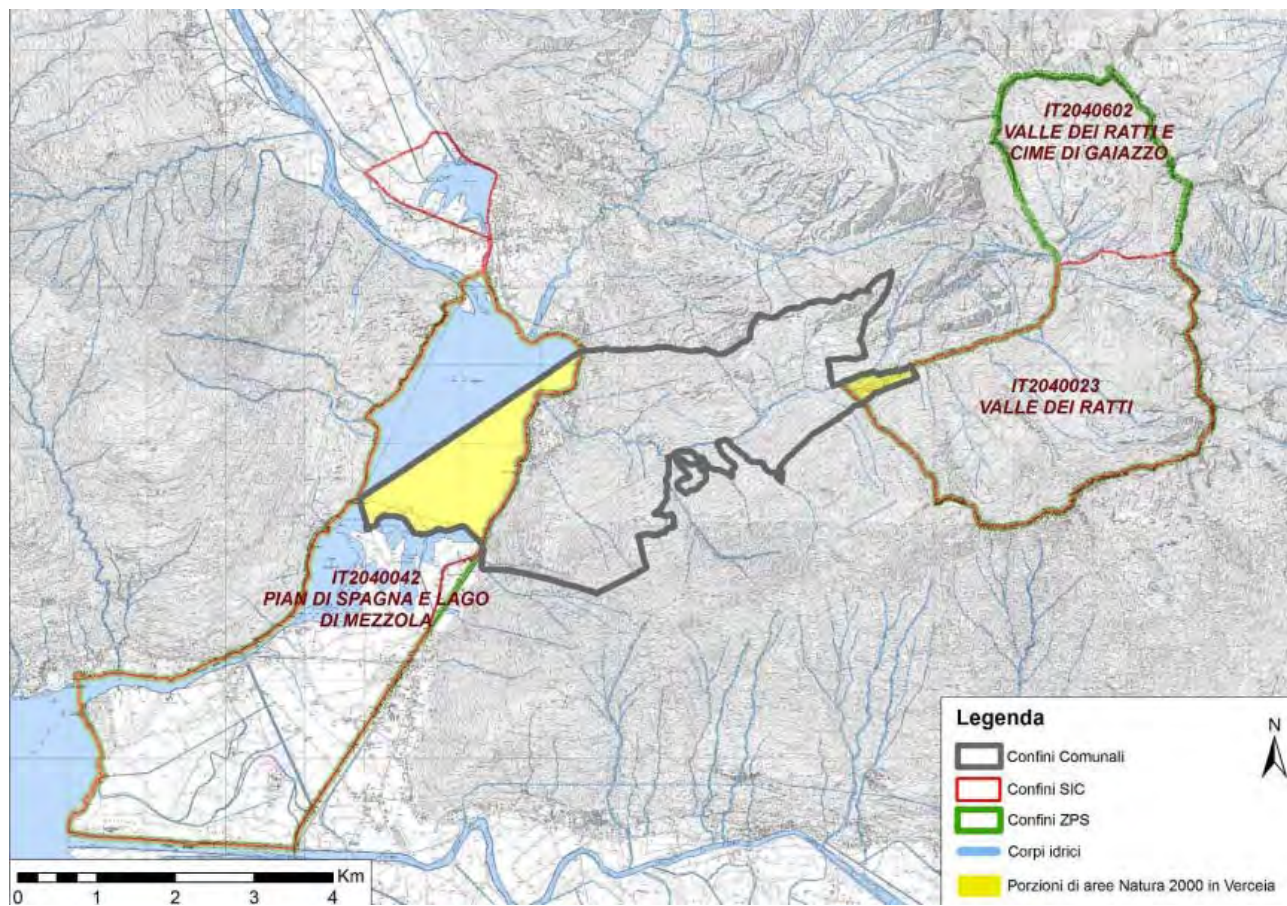 IT2040602
VALLE DEI RATTI E
CIME DI GAIAZZO
IT2040023
VALLE DEI RATTI
IT2040042
PIAN DI SPAGNA E LAGO
DI MEZZOLA
Legenda
N
Confini Comunali
Confini SIC
Confini ZPS
Corpi idrici
Porzioni di aree Natura 2000 in Verceia
Km
0 1 2 3 4